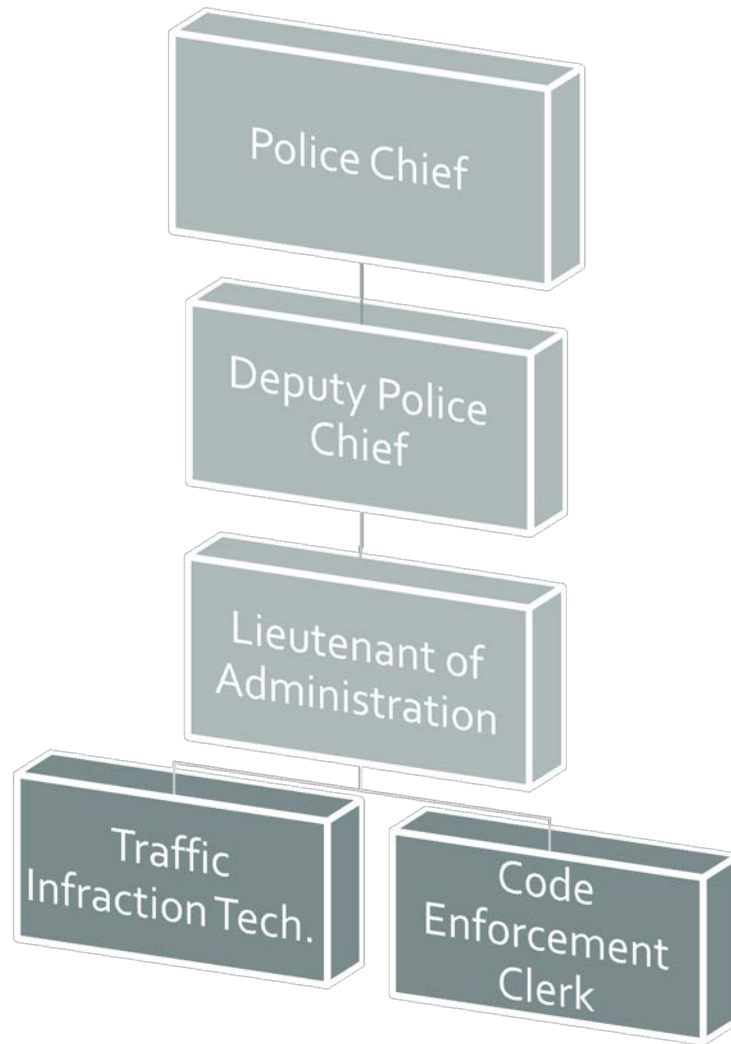 Police Chief
Deputy Police
Chief
Lieutenant of
Administration
Traffic
Infraction Tech.
Code
Enforcement
Clerk